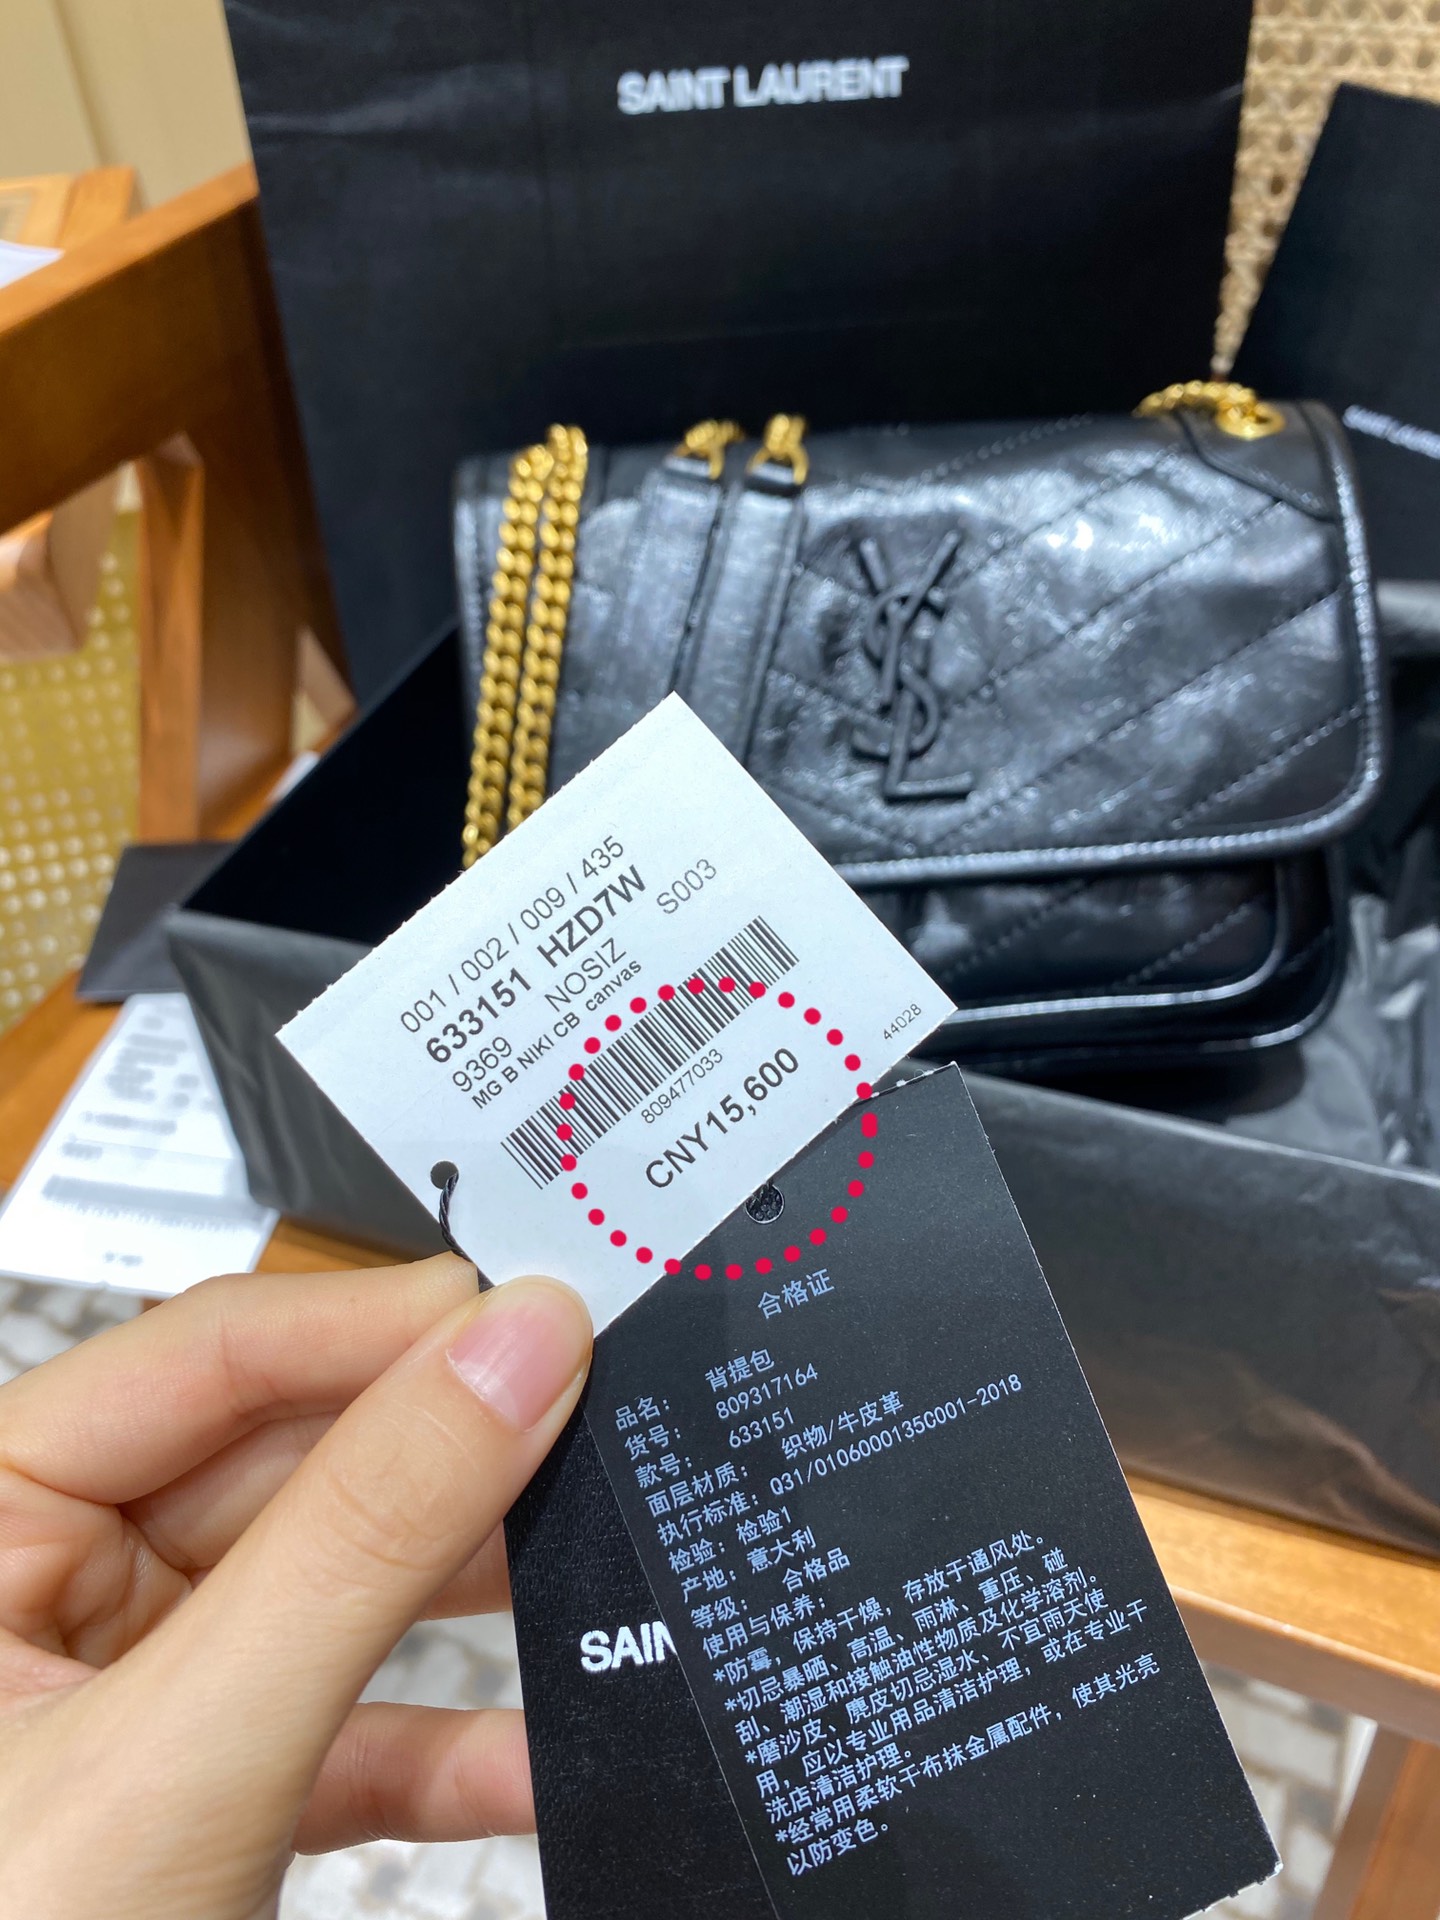 SAINT LAURENT
SAINT LAURENT
YSL
001 / 002 / 009 / 435
633151 HZD7W
9369 NOSIZ S003
MG B NIKI CB canvas
809477033
44028
CNY15,600
合格证
品名： 背提包
货号： 809317164
款号： 633151
面层材质： 织物/牛皮革
执行标准：Q31/0106000135C001-2018
检验：检验1
产地：意大利
等级： 合格品
使用与保养：
*防霉，保持干燥，存放于通风处。
*切忌暴晒、高温、雨淋、重压、碰
刮、潮湿和接触油性物质及化学溶剂。
*磨沙皮、麂皮切忌湿水、不宜雨天使
用，应以专业用品清洁护理，或在专业干
洗店清洁护理。
*经常用柔软干布抹金属配件，使其光亮
以防变色。
SAIN